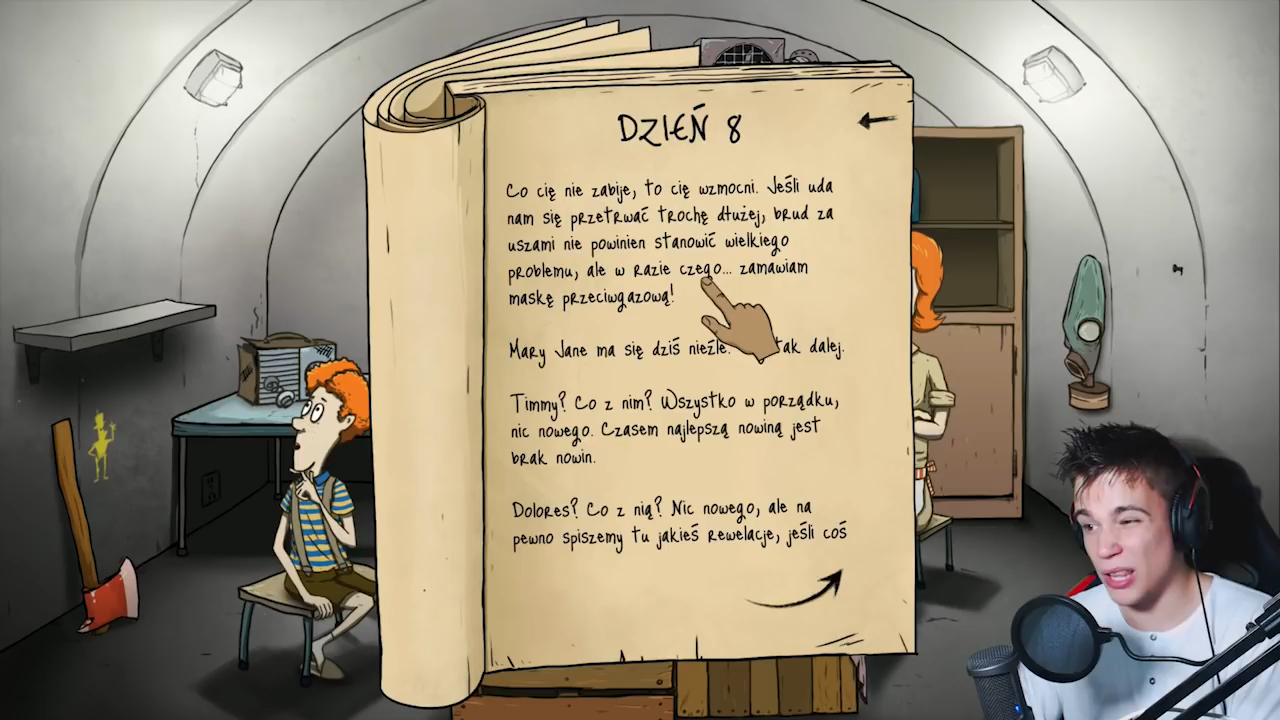 DZIEŃ 8
Co cię nie zabije, to cię wzmocni. Jeśli uda
nam się przetrwać trochę dłużej, brud za
uszami nie powinien stanowić wielkiego
problemu, ale w razie czego... zamawiam
maskę przeciwgazową!
Mary Jane ma się dziś nieźle. tak dalej.
Timmy? Co z nim? Wszystko w porządku,
nic nowego. Czasem najlepszą nowiną jest
brak nowin.
Dolores? Co z nią? Nic nowego, ale na
pewno spiszemy tu jakieś rewelacje, jeśli coś